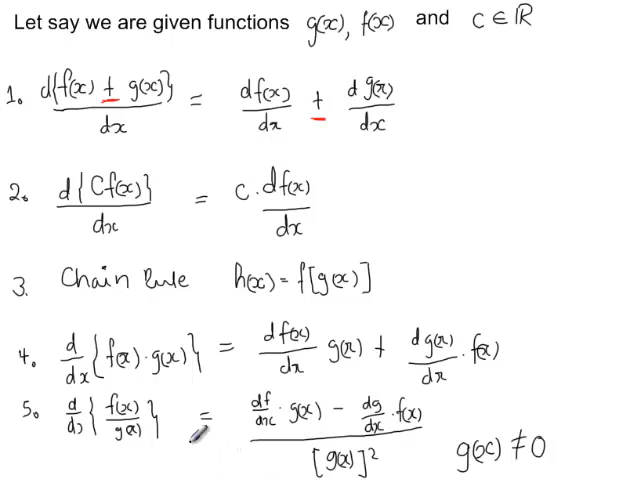 Let say we are given functions g(x), f(x) and C ∈ ℝ
1. d{f(x) + g(x)}/dx = df(x)/dx + dg(x)/dx
2. d{Cf(x)}/dx = C · df(x)/dx
3. Chain Rule h(x) = f[g(x)]
4. d/dx {f(x) · g(x)} = df(x)/dx g(x) + dg(x)/dx · f(x)
5. d/dx {f(x)/g(x)} = (df/dx · g(x) − dg/dx · f(x))/[g(x)]² g(x) ≠ 0